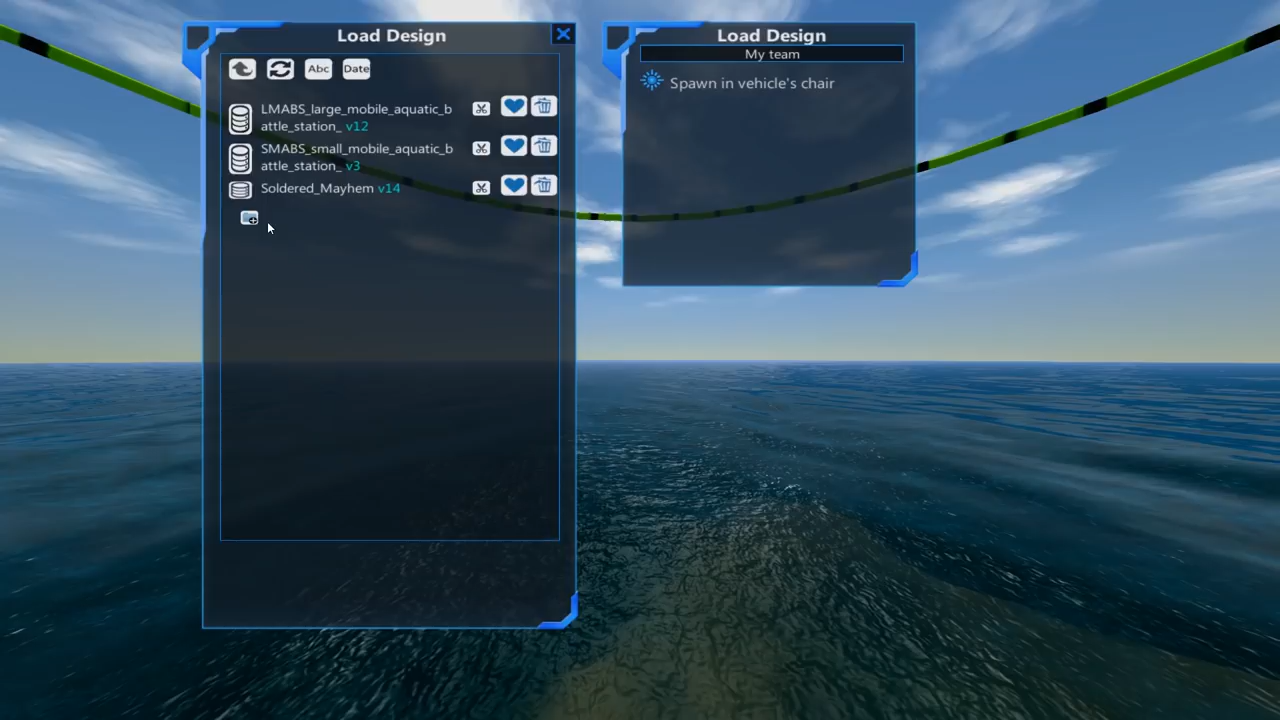 Load Design
Abc Date
LMABS_large_mobile_aquatic_b
attle_station_ v12
SMABS_small_mobile_aquatic_b
attle_station_ v3
Soldered_Mayhem v14
Load Design
My team
Spawn in vehicle's chair